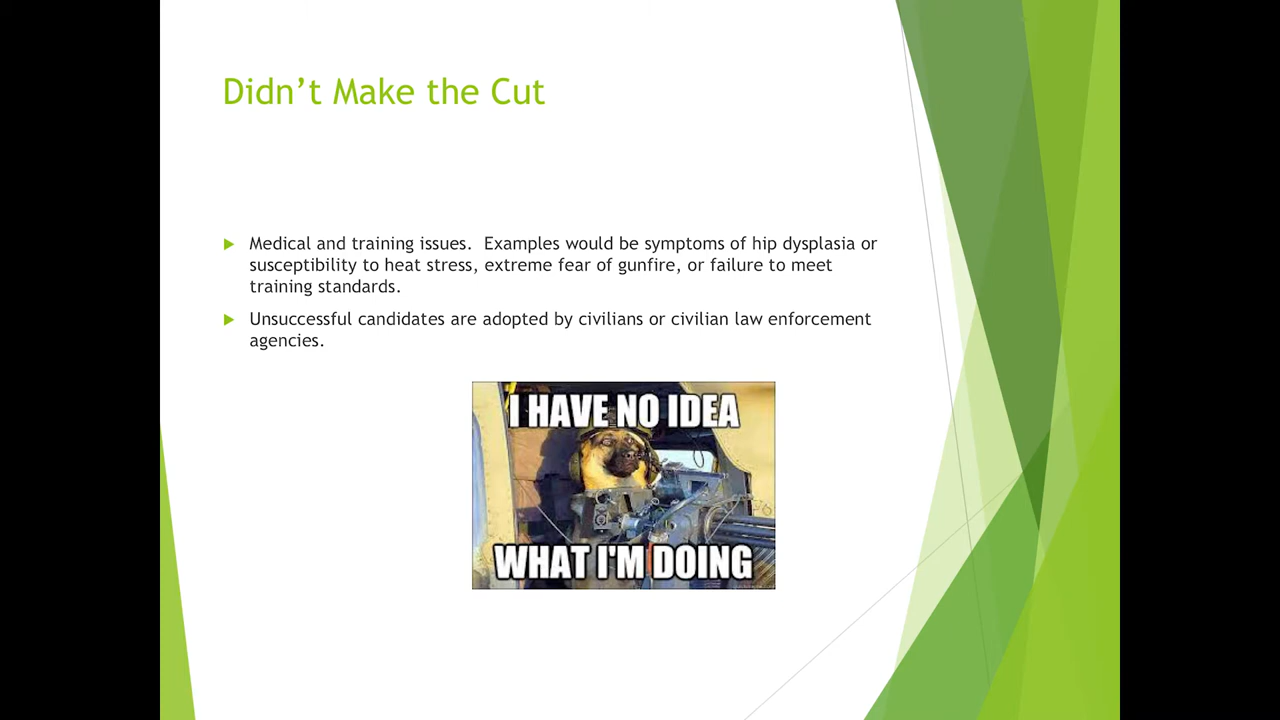 Didn't Make the Cut
Medical and training issues.  Examples would be symptoms of hip dysplasia or
susceptibility to heat stress, extreme fear of gunfire, or failure to meet
training standards.
Unsuccessful candidates are adopted by civilians or civilian law enforcement
agencies.
I HAVE NO IDEA
WHAT I'M DOING